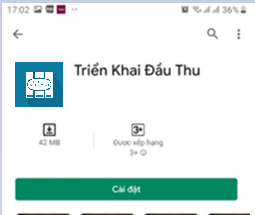 17:02
36%
Triển Khai Đấu Thu
3+
42 MB
Được xếp hạng
3+
Cài đặt